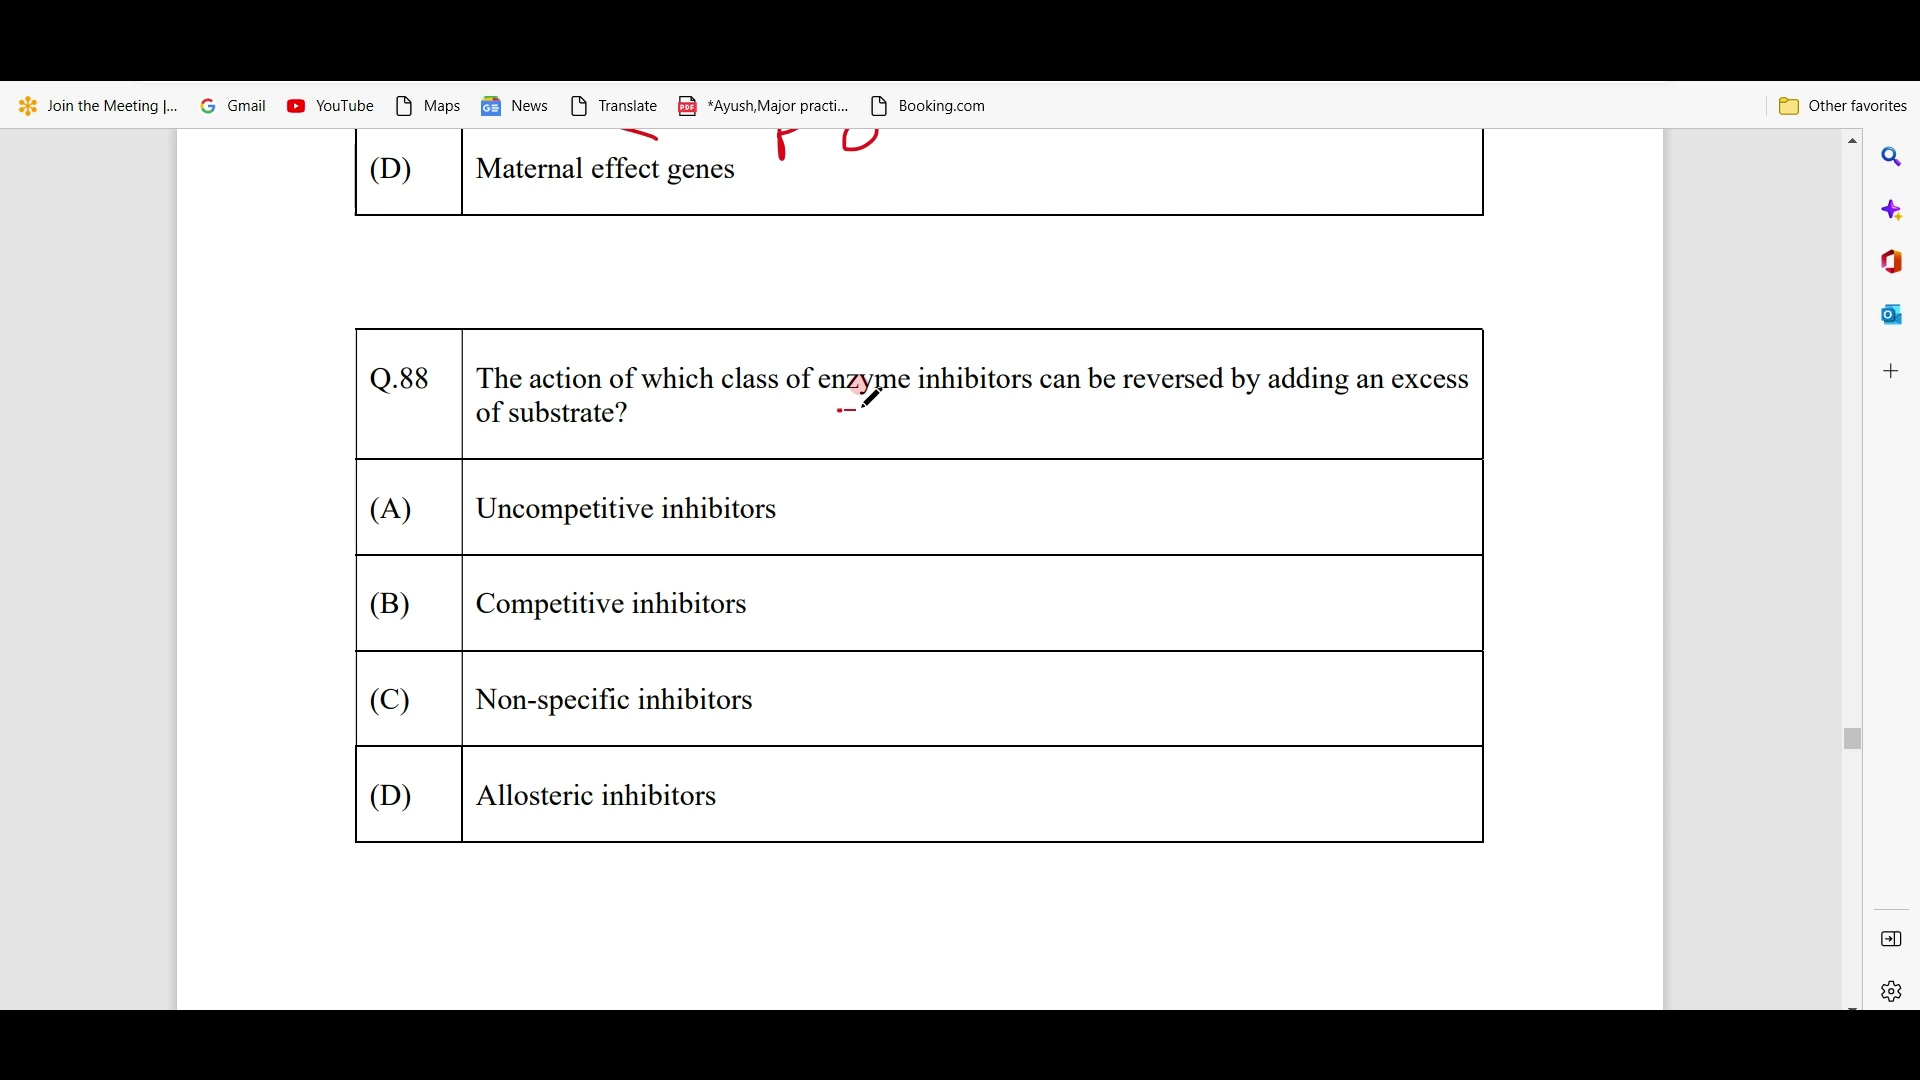 Join the Meeting |...
Gmail
YouTube
Maps
News
Translate
*Ayush,Major practi...
Booking.com
Other favorites
(D) Maternal effect genes
Q.88 The action of which class of enzyme inhibitors can be reversed by adding an excess
of substrate?
(A) Uncompetitive inhibitors
(B) Competitive inhibitors
(C) Non-specific inhibitors
(D) Allosteric inhibitors